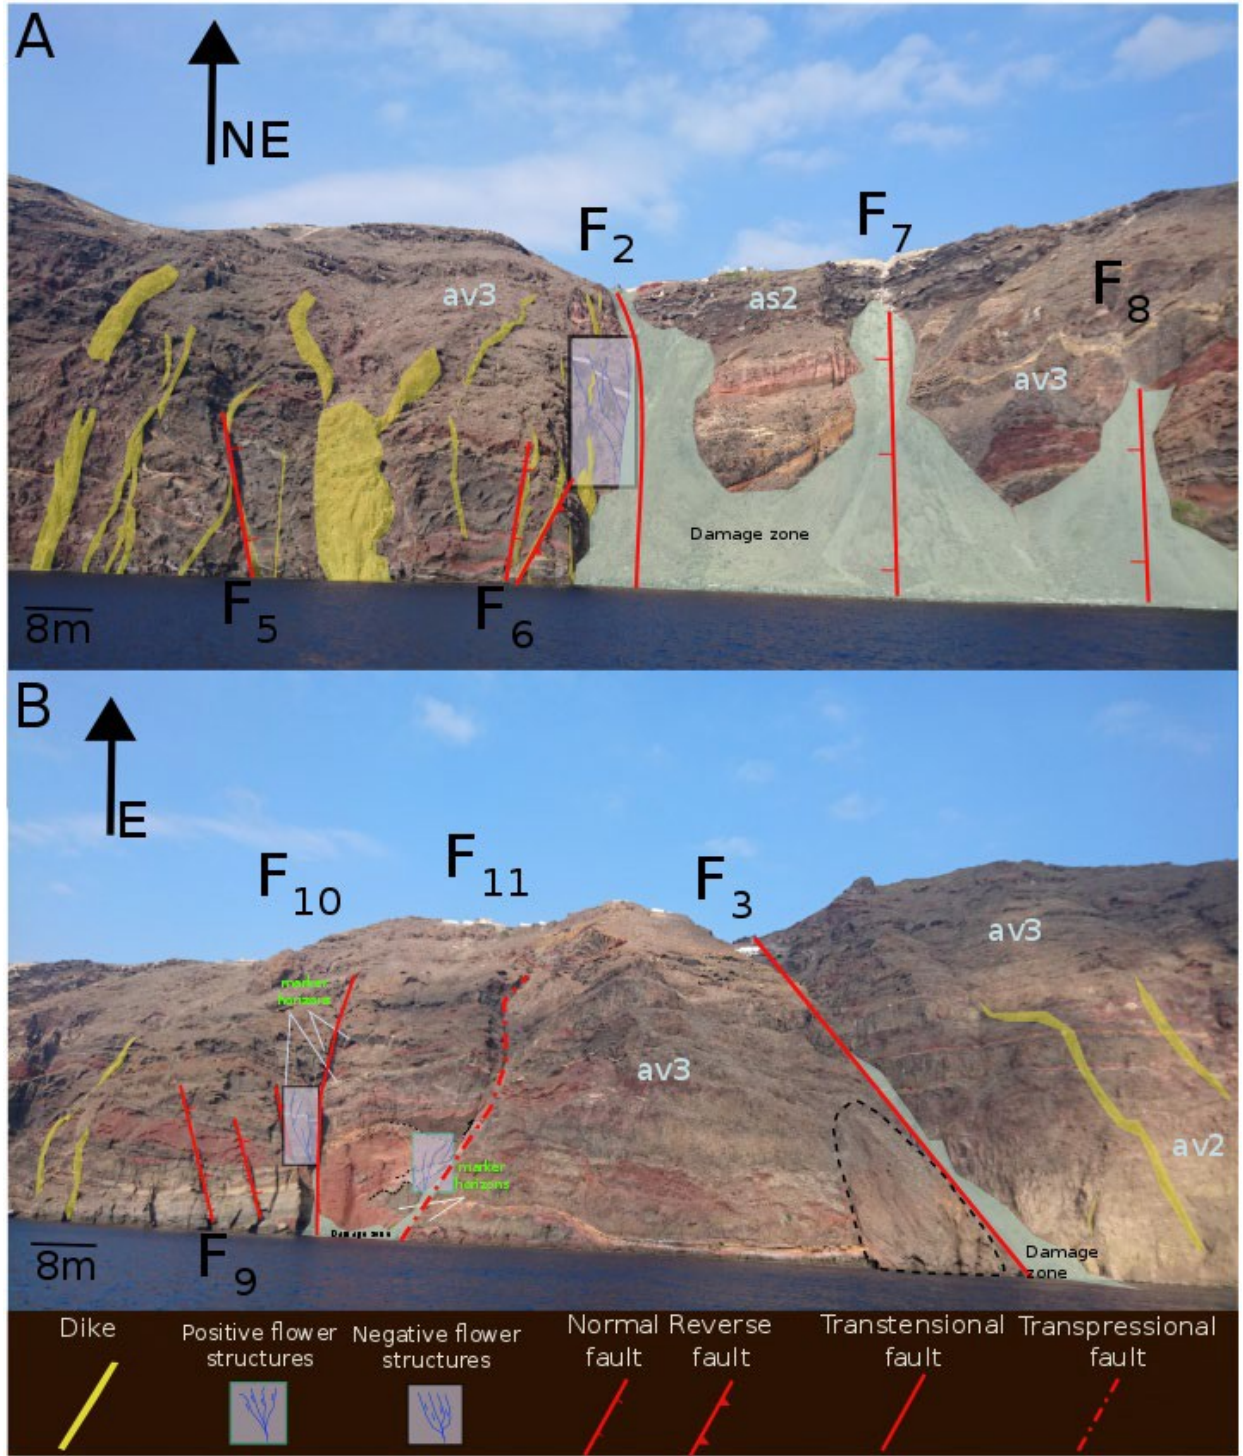 A
NE
F2
F7
F8
av3
as2
av3
Damage zone
F5
F6
8m
B
E
F10
F11
F3
marker
horizons
av3
av3
av2
marker
horizons
Damage zone
Damage
zone
8m
F9
Dike
Positive flower
structures
Negative flower
structures
Normal
fault
Reverse
fault
Transtensional
fault
Transpressional
fault